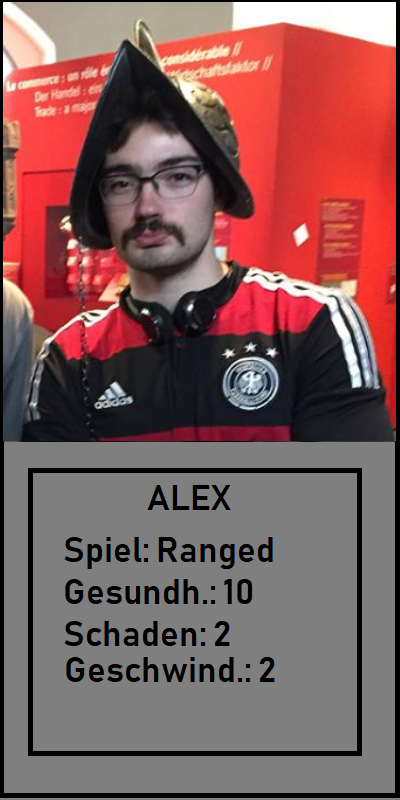 considérable //
Le commerce : un rôle
Wirtschaftsfaktor //
Der Handel : ein
Trade : a major
adidas
ALEX
Spiel: Ranged
Gesundh.: 10
Schaden: 2
Geschwind.: 2